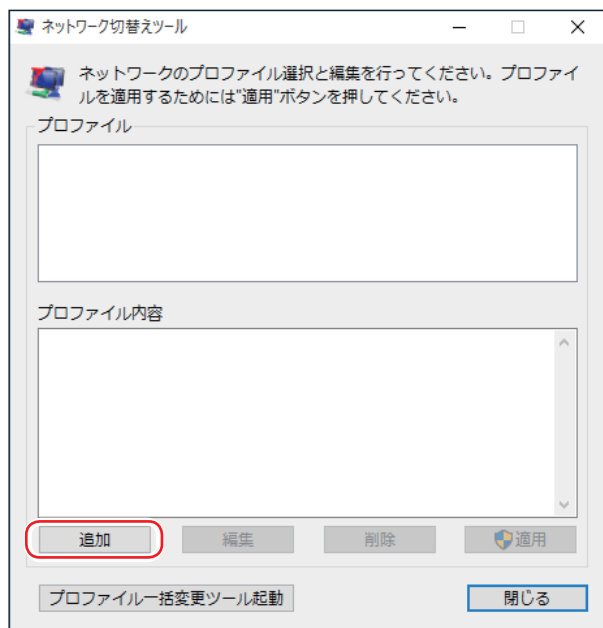 ネットワーク切替えツール
ネットワークのプロファイル選択と編集を行ってください。プロファイ
ルを適用するためには"適用"ボタンを押してください。
プロファイル
プロファイル内容
追加
編集
削除
適用
プロファイル一括変更ツール起動
閉じる